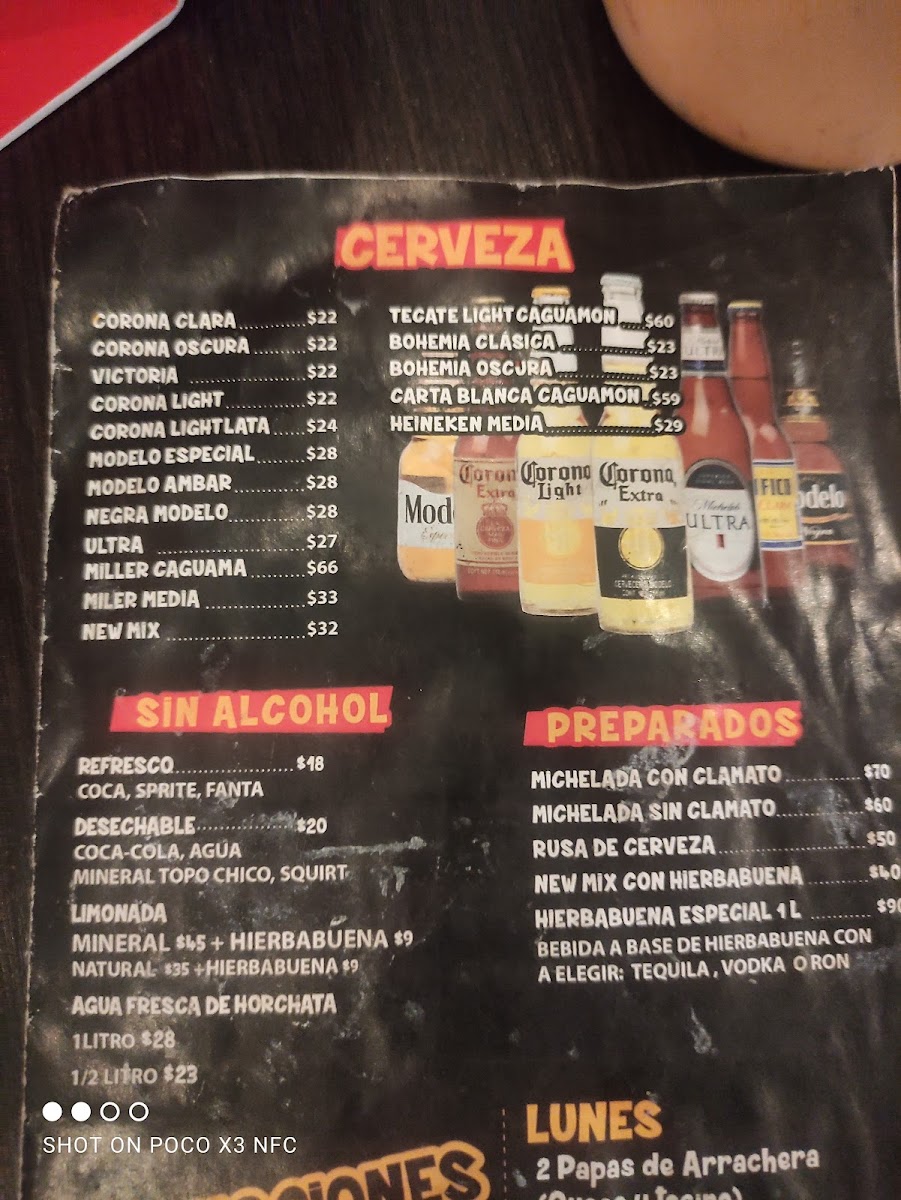 CERVEZA
CORONA CLARA..........$22
CORONA OSCURA........$22
VICTORIA ..................$22
CORONA LIGHT............$22
CORONA LIGHTLATA.....$24
MODELO ESPECIAL........$28
MODELO AMBAR...........$28
NEGRA MODELO............$28
ULTRA ......................$27
MILLER CAGUAMA ........$66
MILER MEDIA ...............$33
NEW MIX .....................$32
TECATE LIGHT CAGUAMON ....$60
BOHEMIA CLÁSICA .............$23
BOHEMIA OSCURA..............$23
CARTA BLANCA CAGUAMON..$59
HEINEKEN MEDIA................$29
Corona
Extra
Corona
Light
Corona
Extra
Michelob
ULTRA
SIN ALCOHOL
REFRESCO..................$18
COCA, SPRITE, FANTA
DESECHABLE...............$20
COCA-COLA, AGUA
MINERAL TOPO CHICO, SQUIRT
LIMONADA
MINERAL $45 + HIERBABUENA $9
NATURAL $35 +HIERBABUENA $9
AGUA FRESCA DE HORCHATA
1LITRO $28
1/2 LITRO $23
PREPARADOS
MICHELADA CON CLAMATO...........$70
MICHELADA SIN CLAMATO............$60
RUSA DE CERVEZA.....................$50
NEW MIX CON HIERBABUENA .........$40
HIERBABUENA ESPECIAL 1 L .........$90
BEBIDA A BASE DE HIERBABUENA CON
A ELEGIR: TEQUILA , VODKA O RON
LUNES
2 Papas de Arrachera
SHOT ON POCO X3 NFC